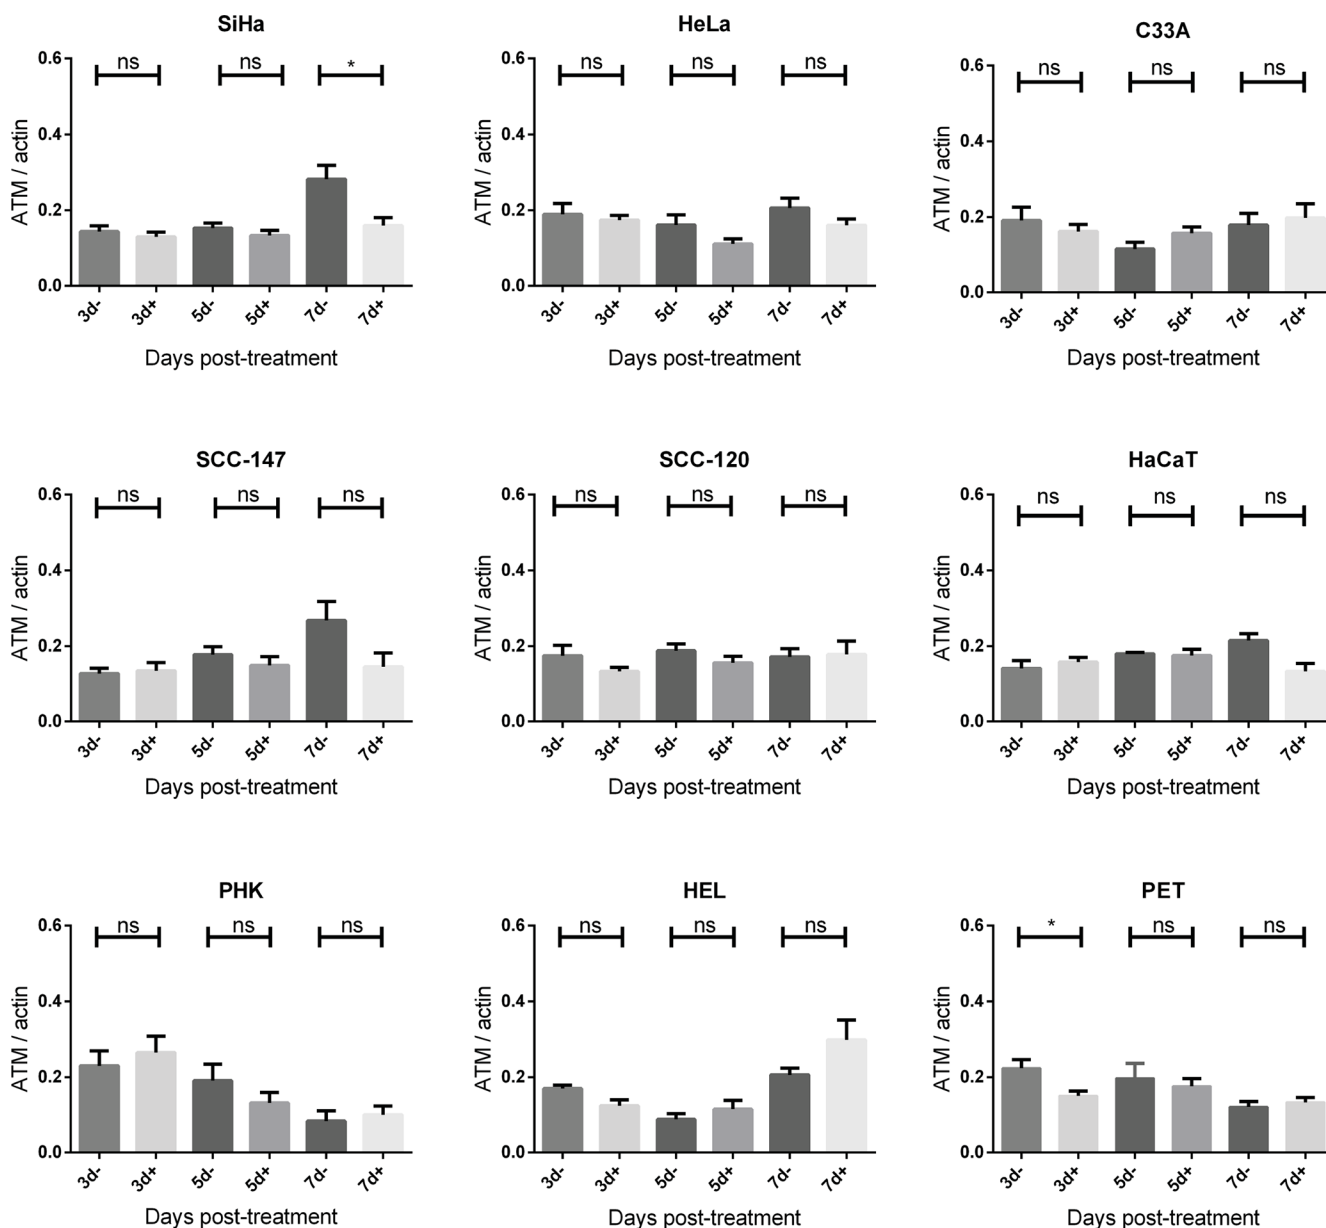 SiHa
ns ns *
0.6
0.4
0.2
0.0
ATM / actin
3d- 3d+ 5d- 5d+ 7d- 7d+
Days post-treatment
HeLa
ns ns ns
0.6
0.4
0.2
0.0
ATM / actin
3d- 3d+ 5d- 5d+ 7d- 7d+
Days post-treatment
C33A
ns ns ns
0.6
0.4
0.2
0.0
ATM / actin
3d- 3d+ 5d- 5d+ 7d- 7d+
Days post-treatment
SCC-147
ns ns ns
0.6
0.4
0.2
0.0
ATM / actin
3d- 3d+ 5d- 5d+ 7d- 7d+
Days post-treatment
SCC-120
ns ns ns
0.6
0.4
0.2
0.0
ATM / actin
3d- 3d+ 5d- 5d+ 7d- 7d+
Days post-treatment
HaCaT
ns ns ns
0.6
0.4
0.2
0.0
ATM / actin
3d- 3d+ 5d- 5d+ 7d- 7d+
Days post-treatment
PHK
ns ns ns
0.6
0.4
0.2
0.0
ATM / actin
3d- 3d+ 5d- 5d+ 7d- 7d+
Days post-treatment
HEL
ns ns ns
0.6
0.4
0.2
0.0
ATM / actin
3d- 3d+ 5d- 5d+ 7d- 7d+
Days post-treatment
PET
* ns ns
0.6
0.4
0.2
0.0
ATM / actin
3d- 3d+ 5d- 5d+ 7d- 7d+
Days post-treatment